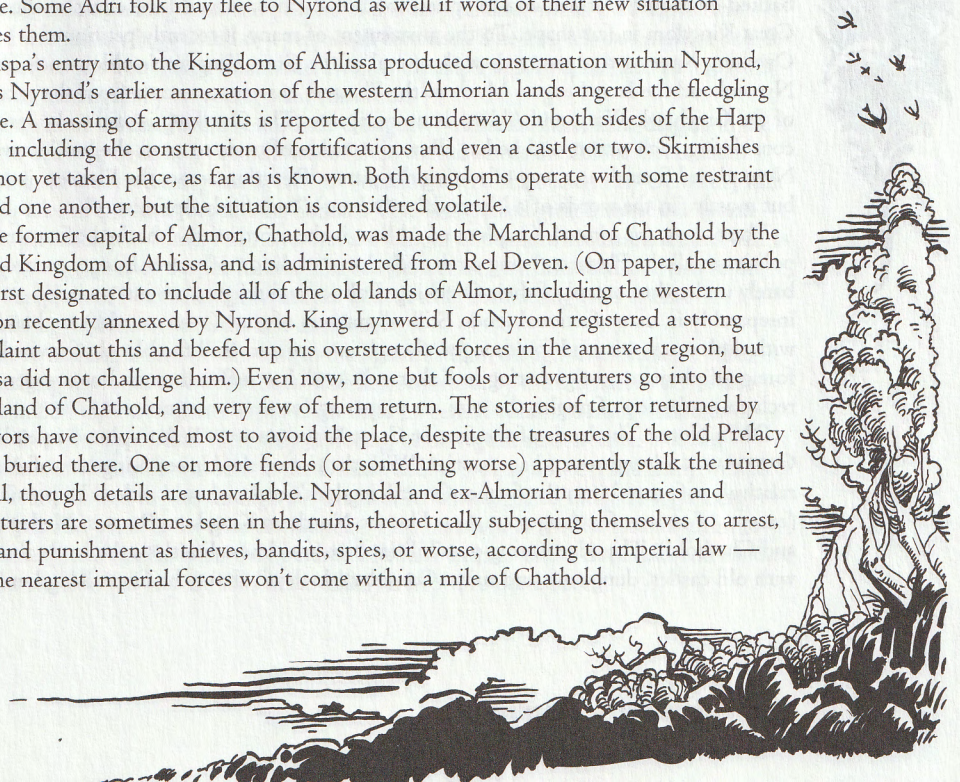 e. Some Adri folk may flee to Nyrond as well if word of their new situation
es them.
spa's entry into the Kingdom of Ahlissa produced consternation within Nyrond,
s Nyrond's earlier annexation of the western Almorian lands angered the fledgling
e. A massing of army units is reported to be underway on both sides of the Harp
including the construction of fortifications and even a castle or two. Skirmishes
not yet taken place, as far as is known. Both kingdoms operate with some restraint
d one another, but the situation is considered volatile.
e former capital of Almor, Chathold, was made the Marchland of Chathold by the
d Kingdom of Ahlissa, and is administered from Rel Deven. (On paper, the march
rst designated to include all of the old lands of Almor, including the western
on recently annexed by Nyrond. King Lynwerd I of Nyrond registered a strong
laint about this and beefed up his overstretched forces in the annexed region, but
sa did not challenge him.) Even now, none but fools or adventurers go into the
land of Chathold, and very few of them return. The stories of terror returned by
vors have convinced most to avoid the place, despite the treasures of the old Prelacy
buried there. One or more fiends (or something worse) apparently stalk the ruined
l, though details are unavailable. Nyrondal and ex-Almorian mercenaries and
turers are sometimes seen in the ruins, theoretically subjecting themselves to arrest,
and punishment as thieves, bandits, spies, or worse, according to imperial law —
he nearest imperial forces won't come within a mile of Chathold.